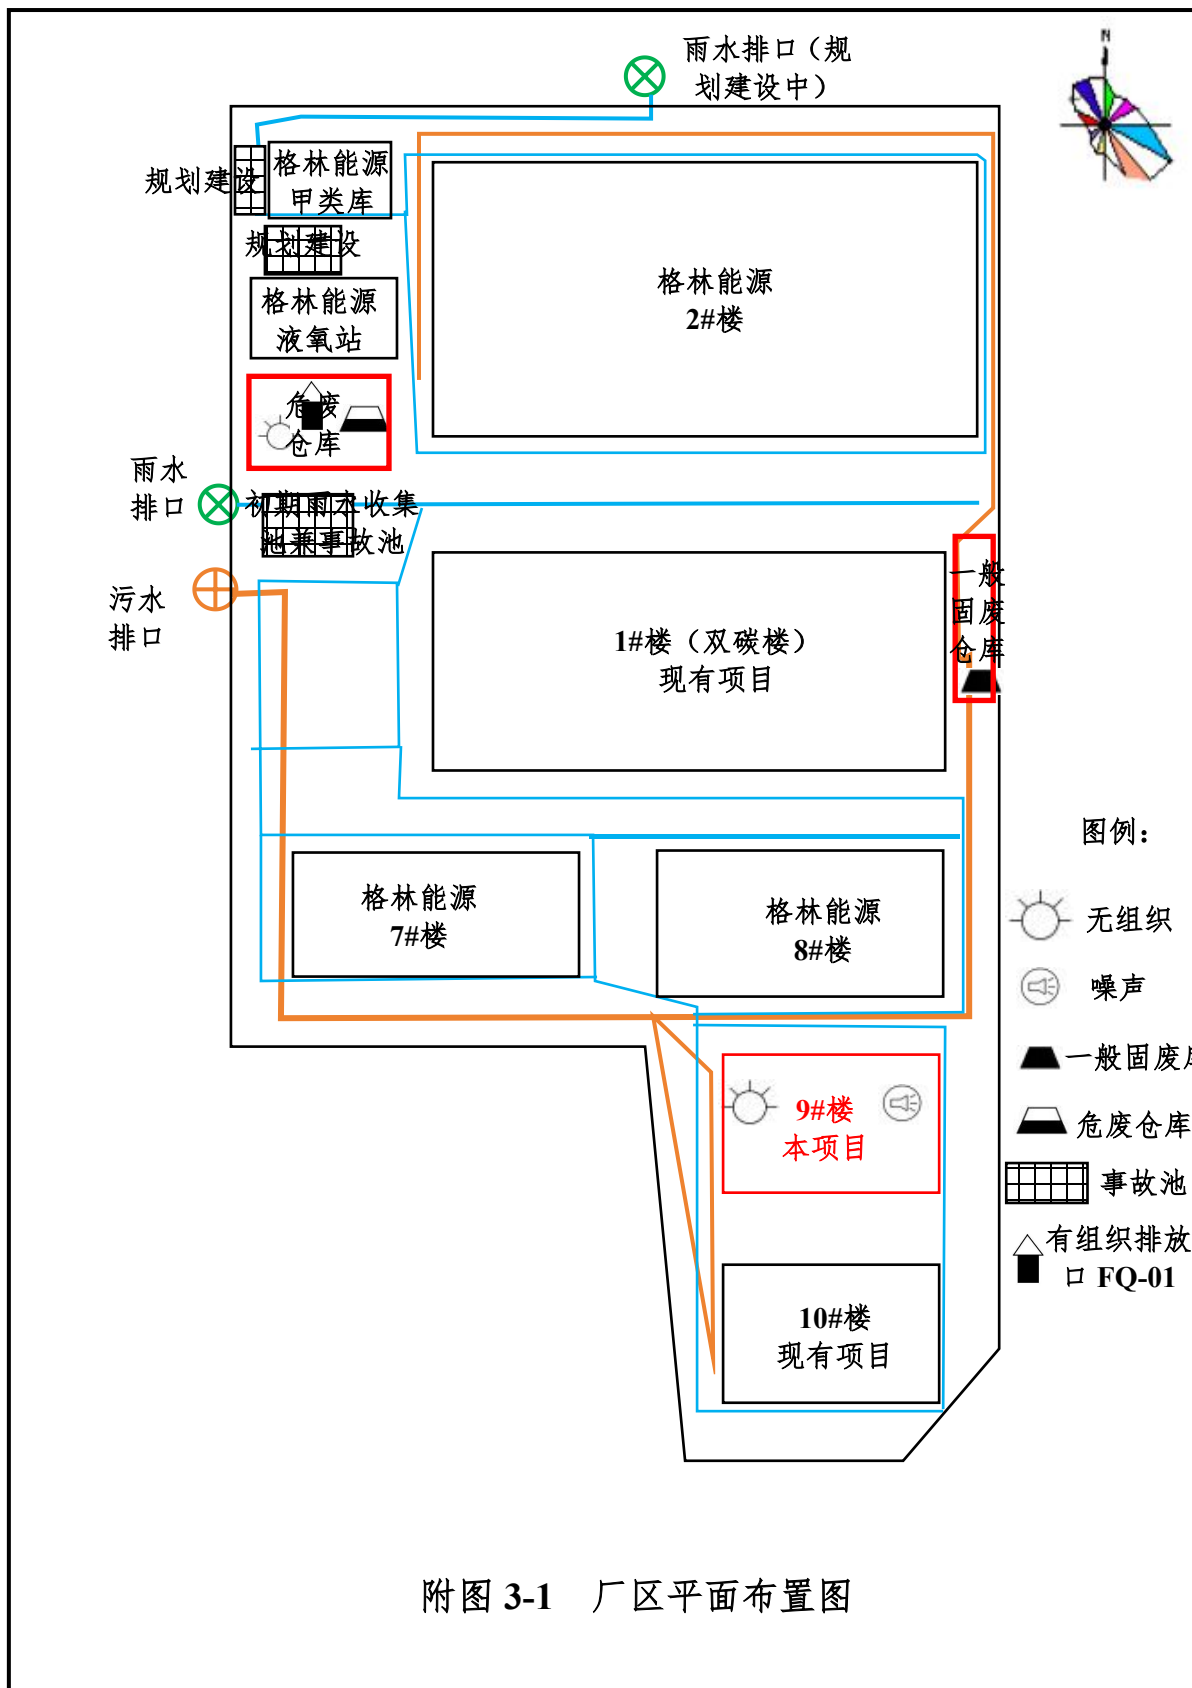 N
雨水排口（规
划建设中）
规划建设
格林能源
甲类库
规划建设
格林能源
液氧站
格林能源
2#楼
危废
仓库
雨水
排口
初期雨水收集
池兼事故池
污水
排口
1#楼（双碳楼）
现有项目
一般
固废
仓库
图例：
格林能源
7#楼
格林能源
8#楼
无组织
噪声
一般固废库
危废仓库
事故池
有组织排放
口 FQ-01
9#楼
本项目
10#楼
现有项目
附图 3-1 厂区平面布置图